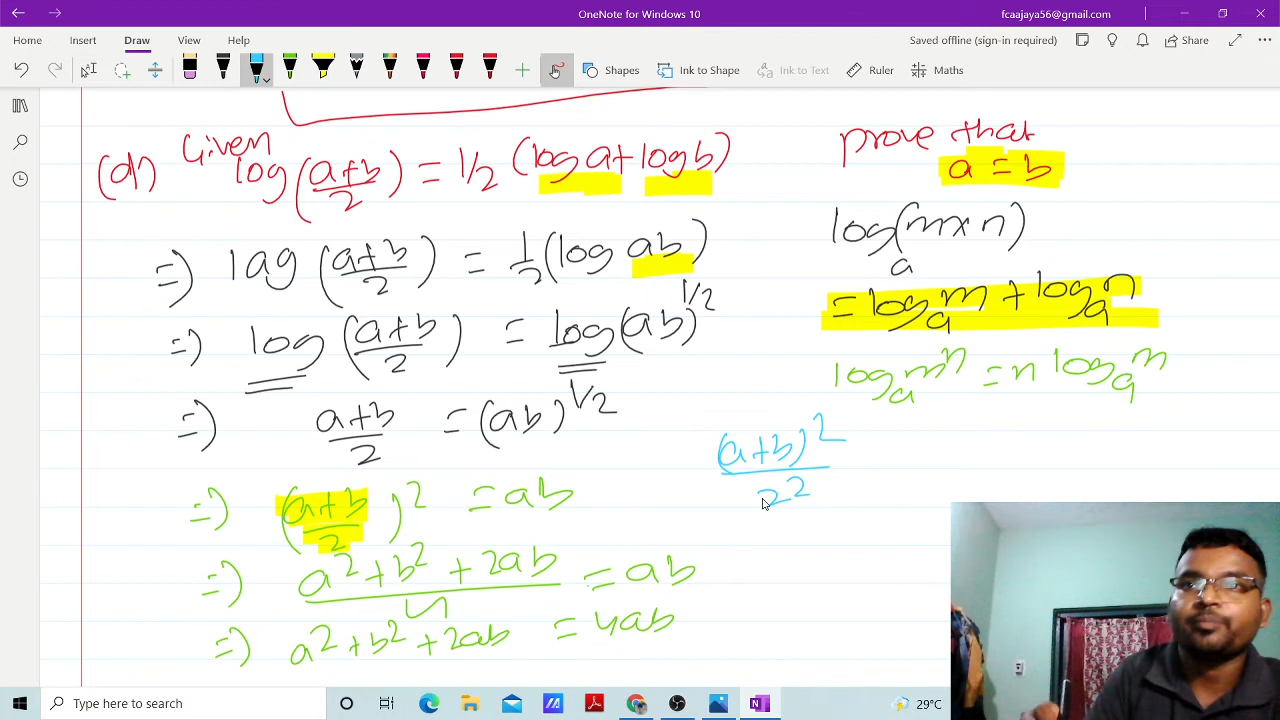 OneNote for Windows 10
fcaajaya56@gmail.com
Home Insert Draw View Help
Saved offline (sign-in required)
Share
Shapes Ink to Shape Ink to Text Ruler Maths
(d) Given log((a+b)/2) = 1/2 (log a + log b)
prove that
a = b
=> lag((a+b)/2) = 1/2 (log ab)
log_a(m×n)
= log_a m + log_a n
=> log((a+b)/2) = log(ab)^1/2
log_a m^n = n log_a m
=> (a+b)/2 = (ab)^1/2
(a+b)^2 / 2^2
=> ((a+b)/2)^2 = ab
=> (a^2+b^2+2ab)/4 = ab
=> a^2+b^2+2ab = 4ab
Type here to search
29°C